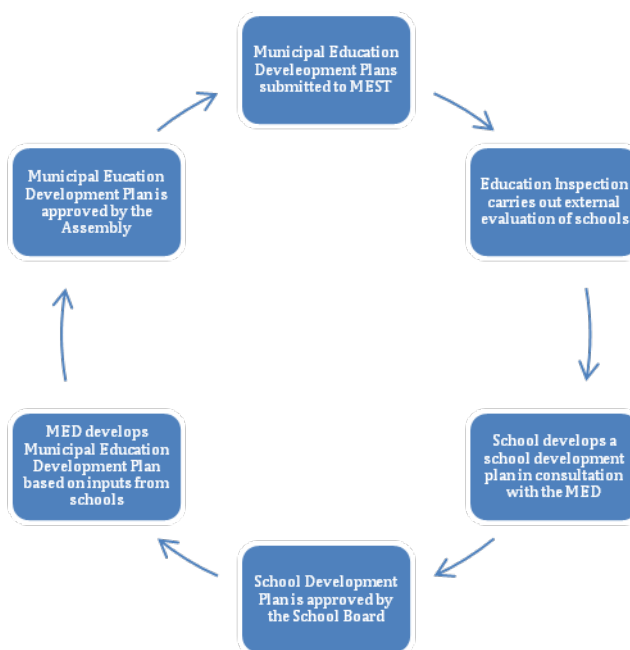 Municipal Education
Develeopment Plans
submitted to MEST
Education Inspection
carries out external
evaluation of schools
School develops a
school development
plan in consultation
with the MED
School Development
Plan is approved by
the School Board
MED develops
Municipal Education
Development Plan
based on inputs from
schools
Municipal Eucation
Development Plan is
approved by the
Assembly